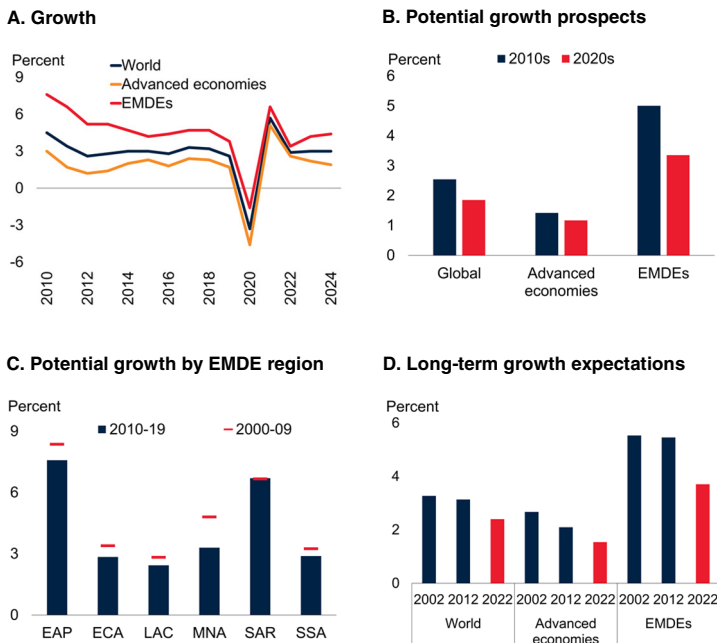 A. Growth
Percent
World
Advanced economies
EMDEs
9
6
3
0
-3
-6
2010
2012
2014
2016
2018
2020
2022
2024
B. Potential growth prospects
Percent
2010s 2020s
6
5
4
3
2
1
0
Global Advanced EMDEs
economies
C. Potential growth by EMDE region
Percent
2010-19 2000-09
9
6
3
0
EAP ECA LAC MNA SAR SSA
D. Long-term growth expectations
Percent
6
4
2
0
2002 2012 2022 2002 2012 2022 2002 2012 2022
World Advanced EMDEs
economies